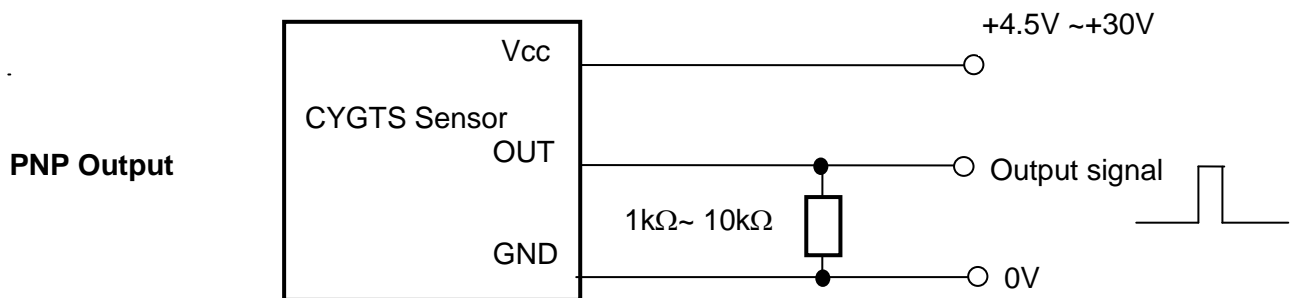 +4.5V ~+30V
Vcc
-
CYGTS Sensor
OUT
PNP Output
Output signal
1kΩ~ 10kΩ
GND
0V